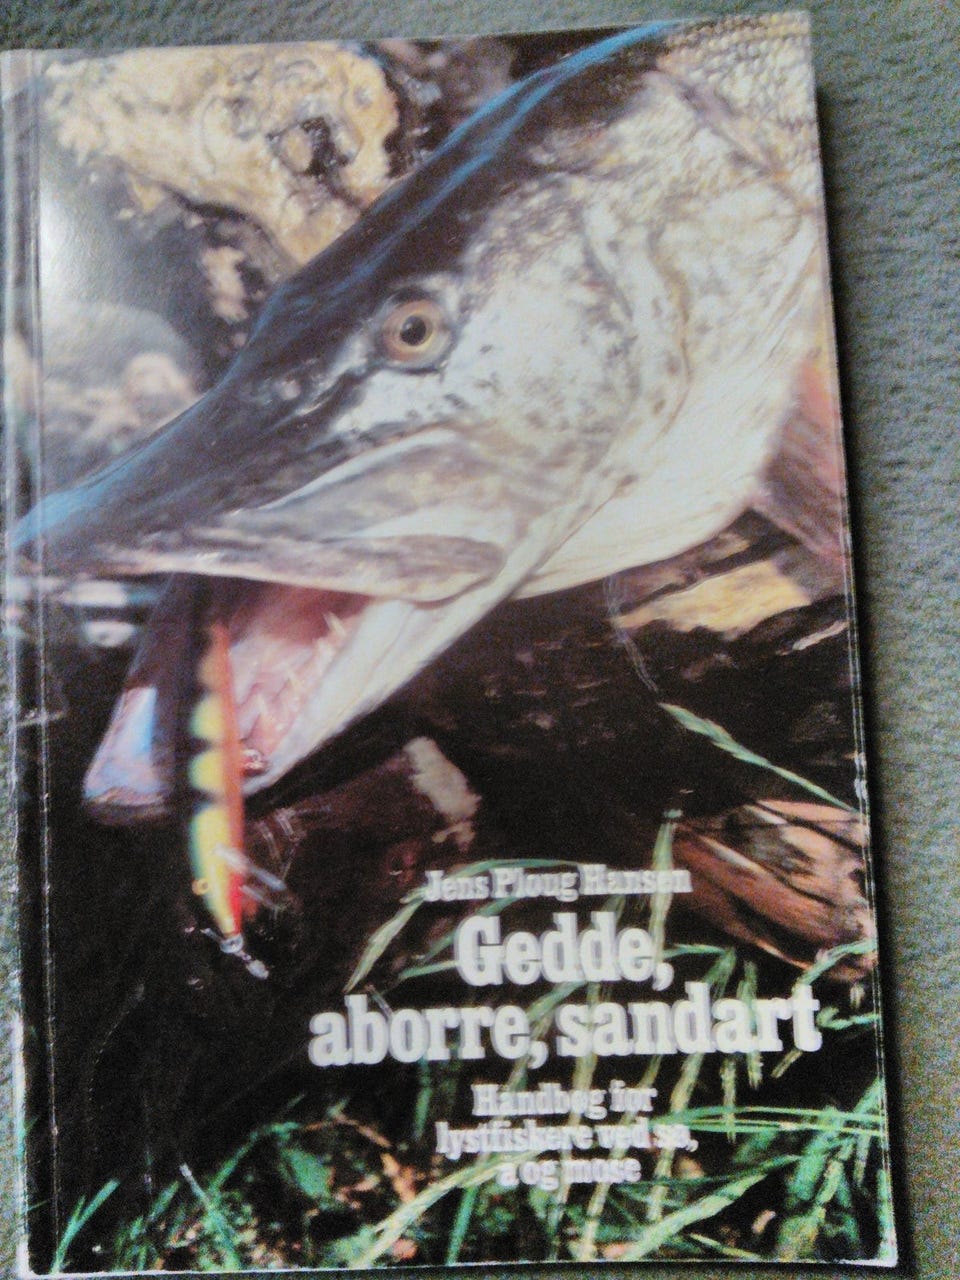 Jens Ploug Hansen
Gedde,
aborre, sandart
Håndbog for
lystfiskere ved sø,
å og mose